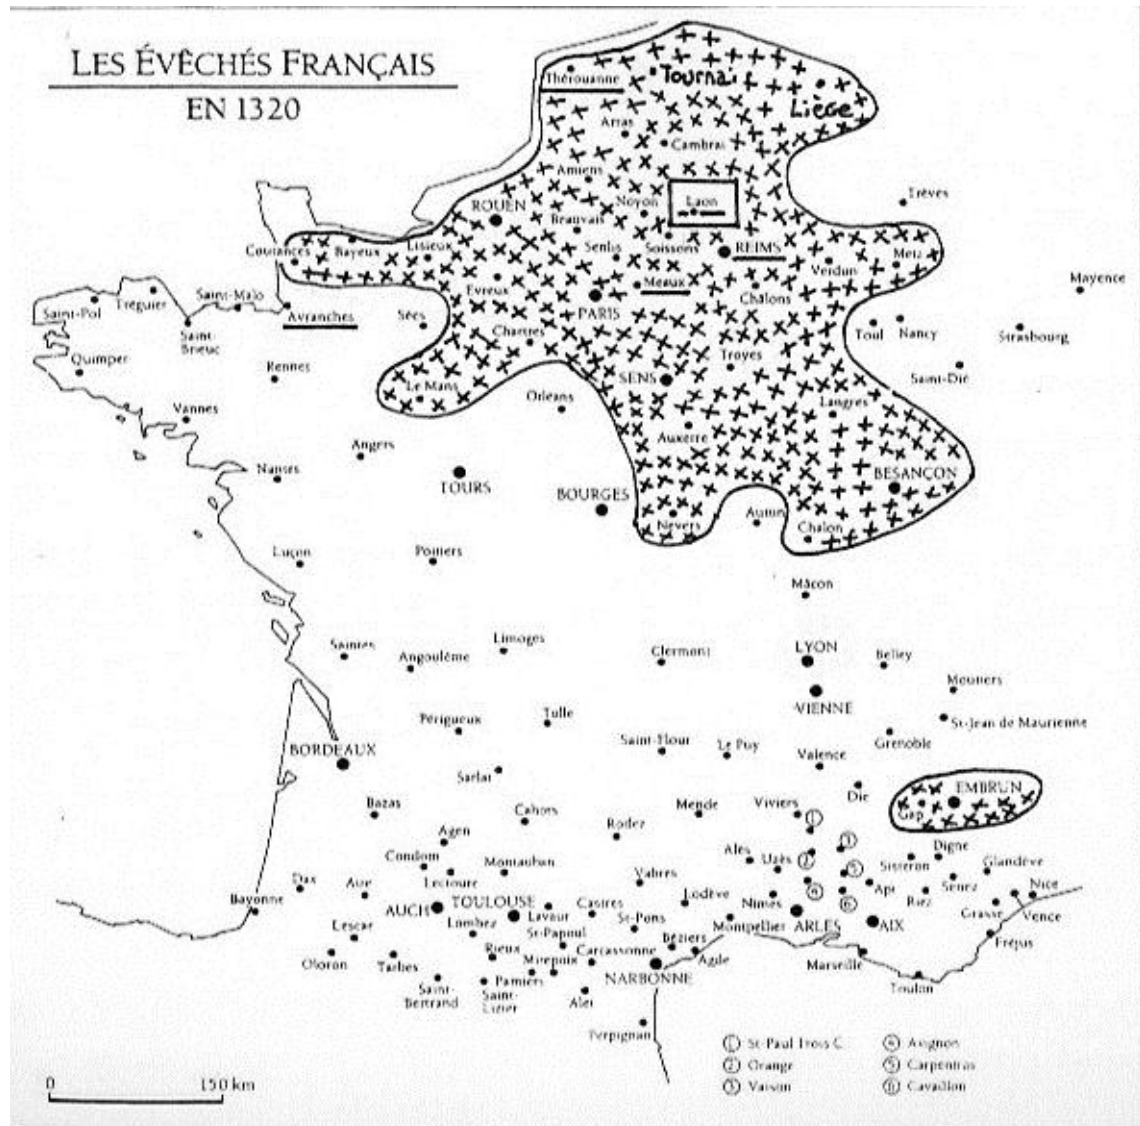 LES ÉVÊCHÉS FRANÇAIS
EN 1320
Thérouanne
Tournai
Liège
Arras
Cambrai
Amiens
Trèves
ROUEN
Noyon
Laon
Beauvais
Coutances
Bayeux
Lisieux
Senlis
Soissons
REIMS
Verdun
Metz
Mayence
Evreux
Meaux
Châlons
Saint-Pol
Tréguier
Saint-Malo
Avranches
Sées
PARIS
Saint-
Brieuc
Chartres
Toul
Nancy
Strasbourg
Quimper
Rennes
Troyes
Saint-Dié
Le Mans
SENS
Orléans
Langres
Vannes
Auxerre
Angers
Nantes
TOURS
BOURGES
BESANÇON
Nevers
Autun
Chalon
Luçon
Poitiers
Mâcon
Saintes
Angoulême
Limoges
Clermont
LYON
Belley
Moutiers
VIENNE
St-Jean de Maurienne
Périgueux
Tulle
Saint-Flour
Le Puy
Grenoble
Valence
BORDEAUX
Sarlat
Die
EMBRUN
Gap
Bazas
Cahors
Rodez
Mende
Viviers
1
Agen
Condom
Montauban
Alès
Uzès
2
3
Digne
Sisteron
Glandève
Dax
Aire
Lectoure
Vabres
Lodève
Nîmes
4
5
6
Apt
Riez
Senez
Nice
Bayonne
AUCH
TOULOUSE
Lavaur
Castres
Grasse
Vence
Lescar
Lombez
St-Papoul
St-Pons
Montpellier
ARLES
AIX
Fréjus
Oloron
Tarbes
Rieux
Mirepoix
Carcassonne
Béziers
Agde
Marseille
Saint-
Bertrand
Pamiers
Saint-
Lizier
Alet
NARBONNE
Toulon
Perpignan
1 St-Paul Trois C.
2 Orange
3 Vaison
4 Avignon
5 Carpentras
6 Cavaillon
0 150 km